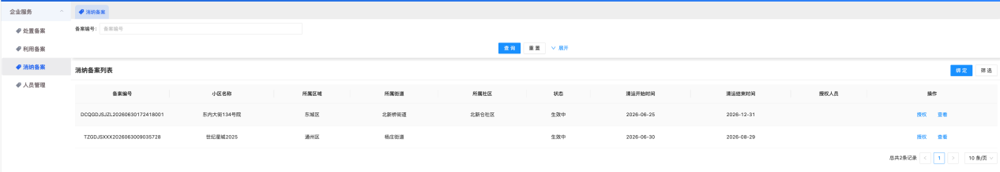 企业服务
消纳备案
处置备案
利用备案
消纳备案
人员管理
备案编号: 备案编号
查 询 重 置 展开
消纳备案列表
绑 定 筛 选
备案编号 小区名称 所属区域 所属街道 所属社区 状态 清运开始时间 清运结束时间 授权人员 操作
DCQGDJSJZL20260630172418001 东内大街134号院 东城区 北新桥街道 北新仓社区 生效中 2026-06-25 2026-12-31 授权 查看
TZGDJSXXX2026063009035728 世纪星城2025 通州区 杨庄街道 生效中 2026-06-30 2026-08-29 授权 查看
总共2条记录 < 1 > 10 条/页